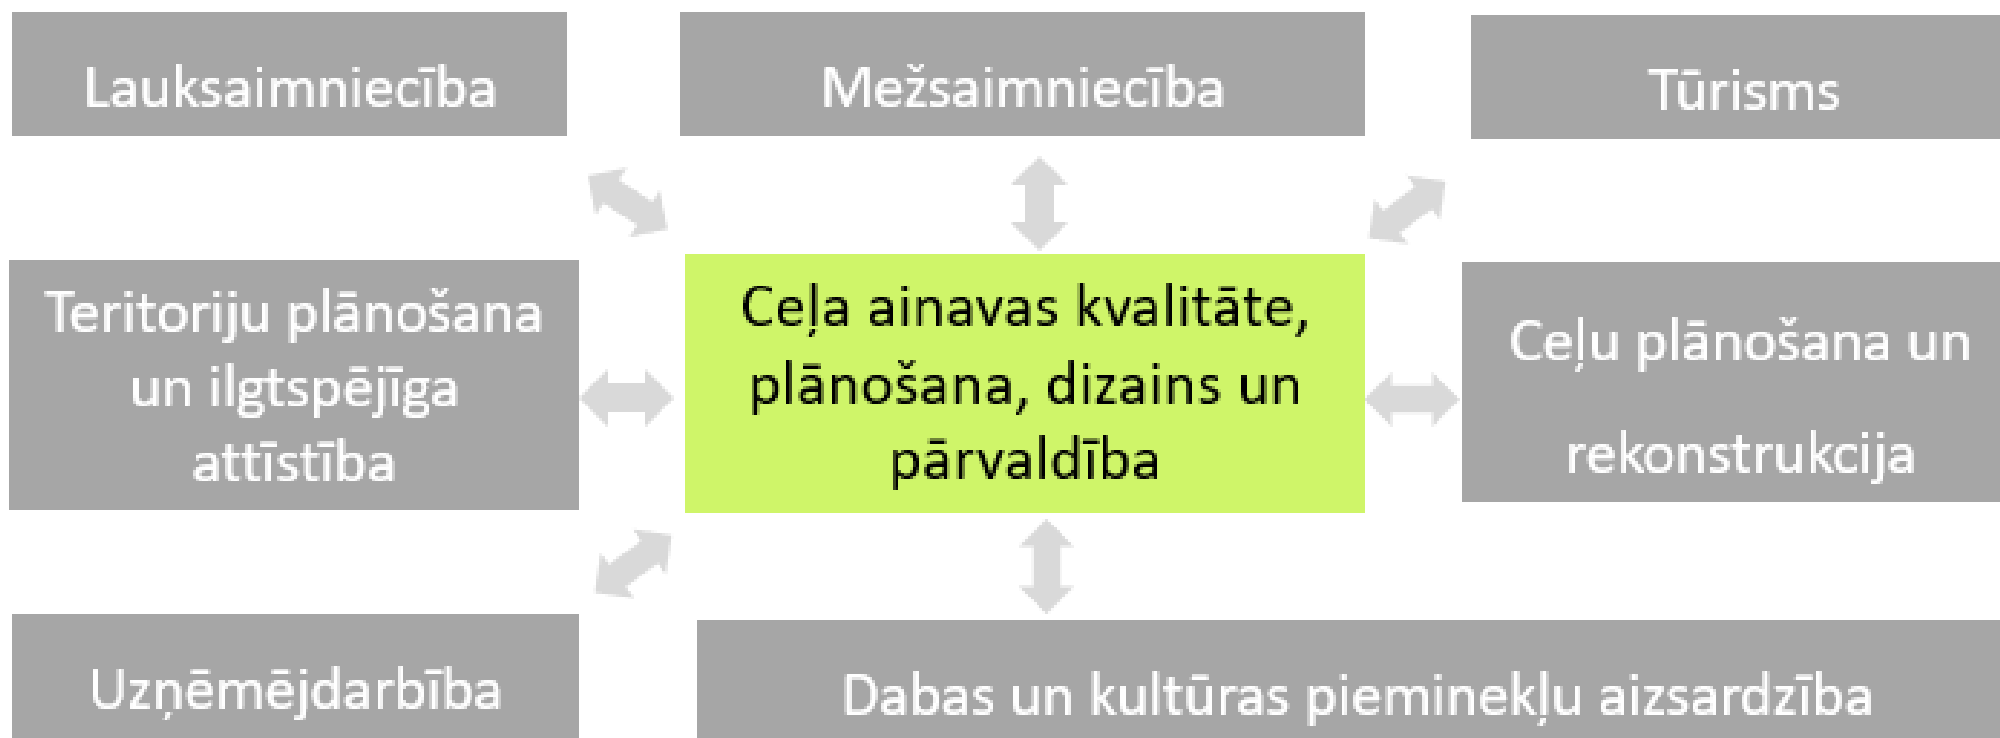 Lauksaimniecība
Mežsaimniecība
Tūrisms
Teritoriju plānošana
un ilgtspējīga
attīstība
Ceļa ainavas kvalitāte,
plānošana, dizains un
pārvaldība
Ceļu plānošana un
rekonstrukcija
Uzņēmējdarbība
Dabas un kultūras pieminekļu aizsardzība